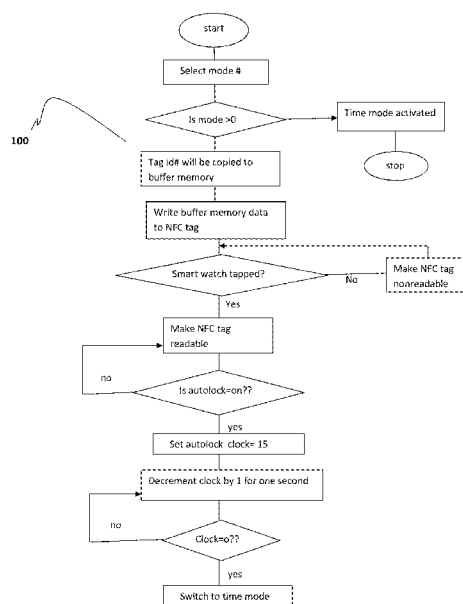 start
Select mode #
Is mode >0
Time mode activated
stop
100
Tag id# will be copied to
buffer memory
Write buffer memory data
to NFC tag
Smart watch tapped?
No
Make NFC tag
nonreadable
Yes
Make NFC tag
readable
no
Is autolock=on??
yes
Set autolock clock= 15
Decrement clock by 1 for one second
no
Clock=o??
yes
Switch to time mode